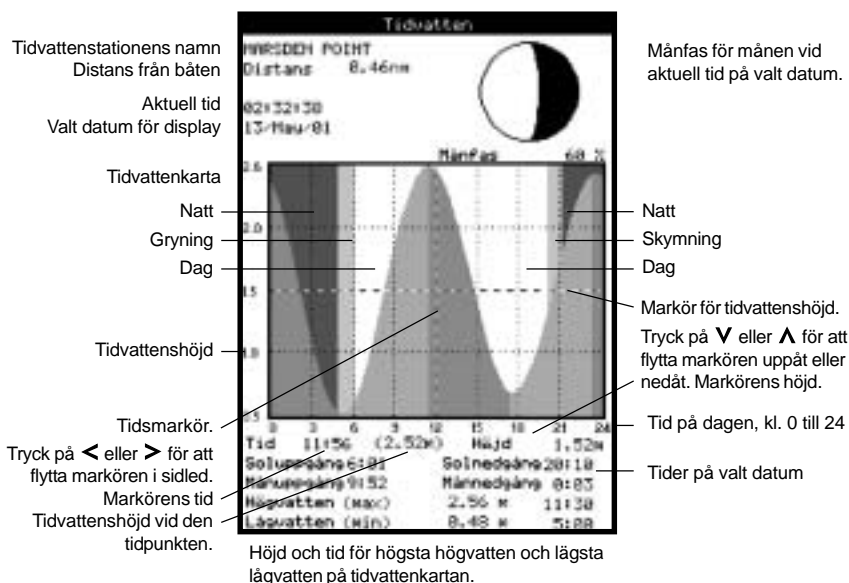 Tidvatten
Tidvattenstationens namn
Distans från båten
MARSDEN POINT
Distans 0.46nm
Månfas för månen vid
aktuell tid på valt datum.
Aktuell tid
Valt datum för display
02:32:38
13/May/01
Månfas 60 %
Tidvattenkarta
Natt
Gryning
Dag
Tidvattenshöjd
2.6
2.0
1.5
1.0
0.5
Natt
Skymning
Dag
Markör för tidvattenshöjd.
Tryck på V eller Λ för att
flytta markören uppåt eller
nedåt. Markörens höjd.
0 3 6 9 12 15 18 21 24
Tid på dagen, kl. 0 till 24
Tidsmarkör.
Tryck på < eller > för att
flytta markören i sidled.
Markörens tid
Tidvattenshöjd vid den
tidpunkten.
Tid 11:56 (2.52M) Höjd 1.52M
Soluppgång 6:01 Solnedgång 20:10
Månuppgång 9:52 Månnedgång 0:03
Högvatten (max) 2.56 M 11:30
Lågvatten (min) 0.48 M 5:00
Tider på valt datum
Höjd och tid för högsta högvatten och lägsta
lågvatten på tidvattenkartan.